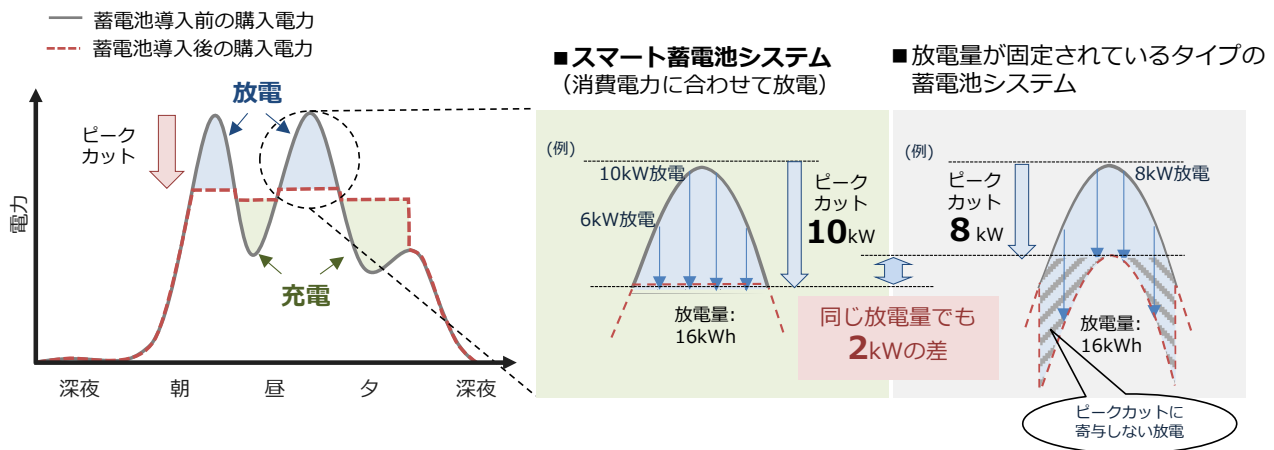 蓄電池導入前の購入電力
蓄電池導入後の購入電力
放電
ピーク
カット
電力
充電
深夜
朝
昼
夕
深夜
■スマート蓄電池システム
（消費電力に合わせて放電）
(例)
10kW放電
6kW放電
ピーク
カット
10kW
放電量:
16kWh
同じ放電量でも
2kWの差
■放電量が固定されているタイプの
蓄電池システム
(例)
8kW放電
ピーク
カット
8 kW
放電量:
16kWh
ピークカットに
寄与しない放電